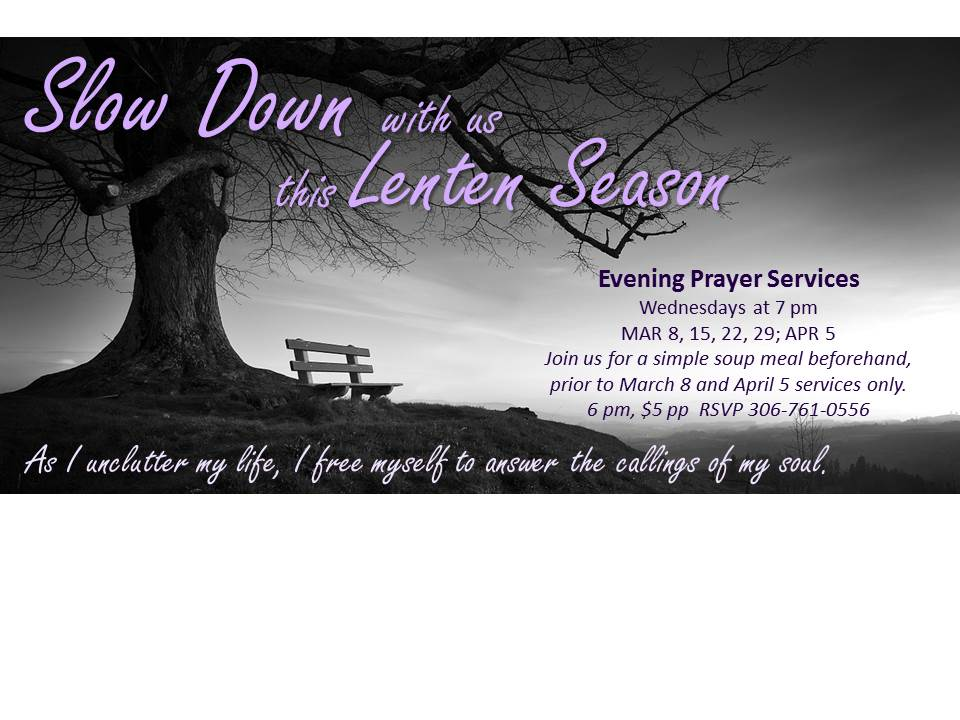 Slow Down with us
this Lenten Season
Evening Prayer Services
Wednesdays at 7 pm
MAR 8, 15, 22, 29; APR 5
Join us for a simple soup meal beforehand,
prior to March 8 and April 5 services only.
6 pm, $5 pp  RSVP 306-761-0556
As I unclutter my life, I free myself to answer the callings of my soul.